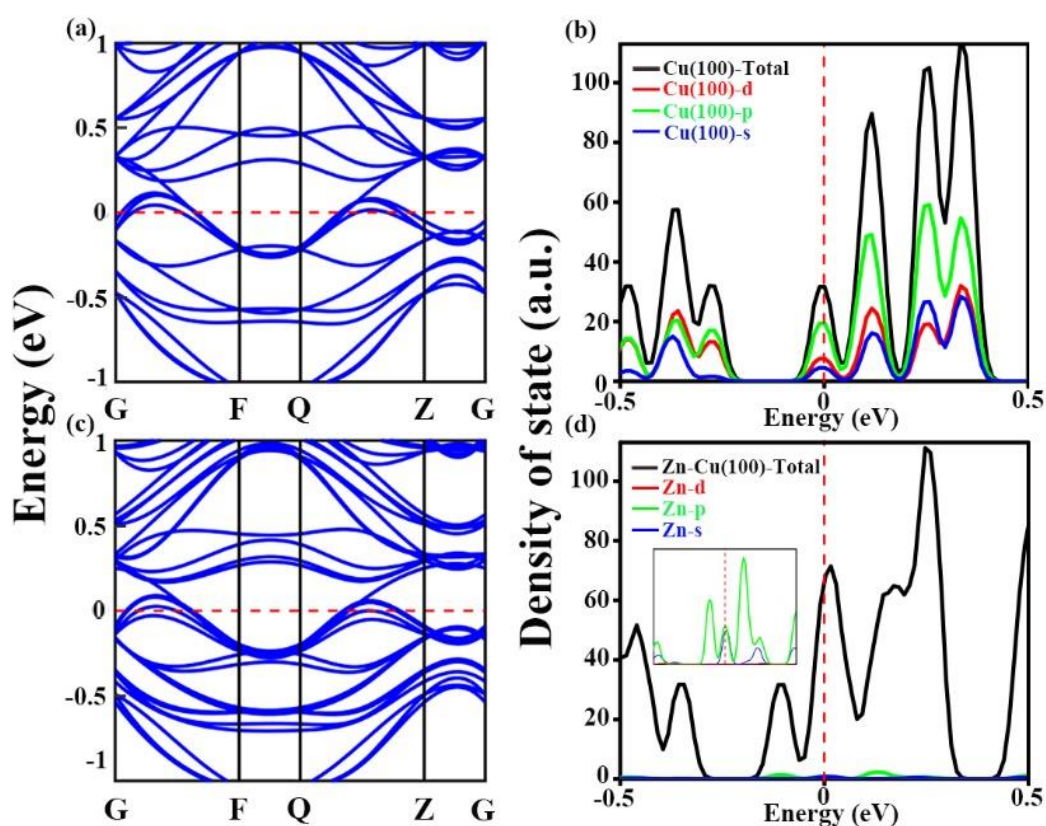 (a)
1
0.5
0
-0.5
-1
G F Q Z G
Energy (eV)
(c)
1
0.5
0
-0.5
-1
G F Q Z G
(b)
Cu(100)-Total
Cu(100)-d
Cu(100)-p
Cu(100)-s
100
80
60
40
20
0
-0.5 0 0.5
Energy (eV)
Density of state (a.u.)
(d)
Zn-Cu(100)-Total
Zn-d
Zn-p
Zn-s
100
80
60
40
20
0
-0.5 0 0.5
Energy (eV)